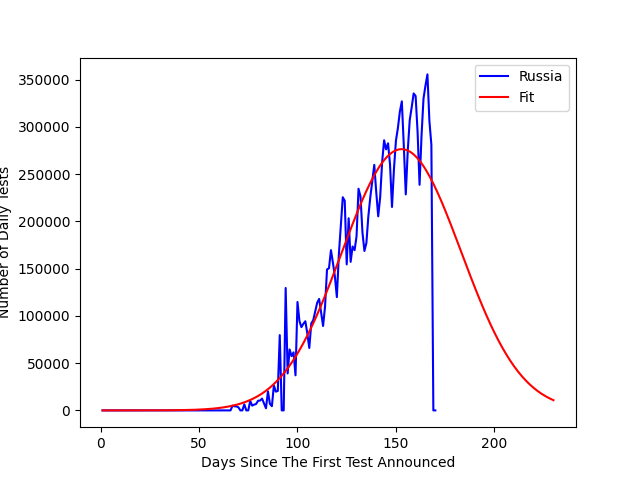 Russia
Fit
350000
300000
250000
200000
150000
100000
50000
0
Number of Daily Tests
0 50 100 150 200
Days Since The First Test Announced